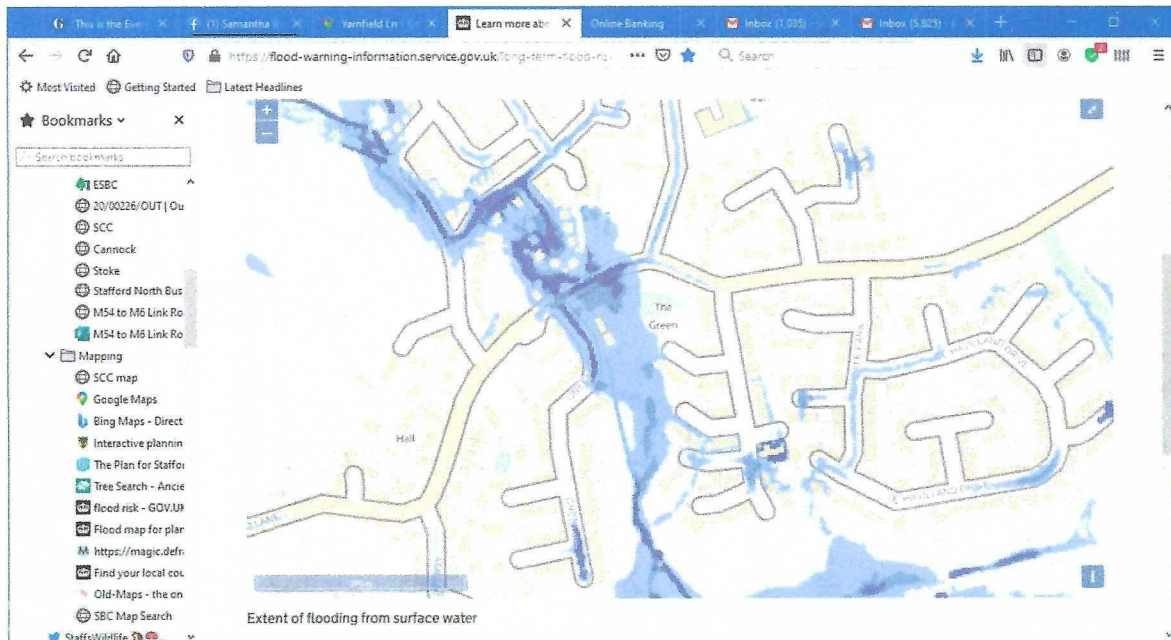 This is the Even
(1) Samantha
Yarnfield Ln -
Learn more abo
Online Banking
Inbox (1,035)
Inbox (5,825) -
https://flood-warning-information.service.gov.uk/long-term-flood-ris
Search
Most Visited
Getting Started
Latest Headlines
Bookmarks
Search bookmarks
ESBC
20/00226/OUT | Ou
SCC
Cannock
Stoke
Stafford North Bus
M54 to M6 Link Ro
M54 to M6 Link Ro
Mapping
SCC map
Google Maps
Bing Maps - Direct
Interactive plannin
The Plan for Staffor
Tree Search - Ancie
flood risk - GOV.UK
Flood map for plan
https://magic.defr
Find your local cou
Old-Maps - the on
SBC Map Search
StaffsWildlife
The
Green
Hall
LANE
Extent of flooding from surface water